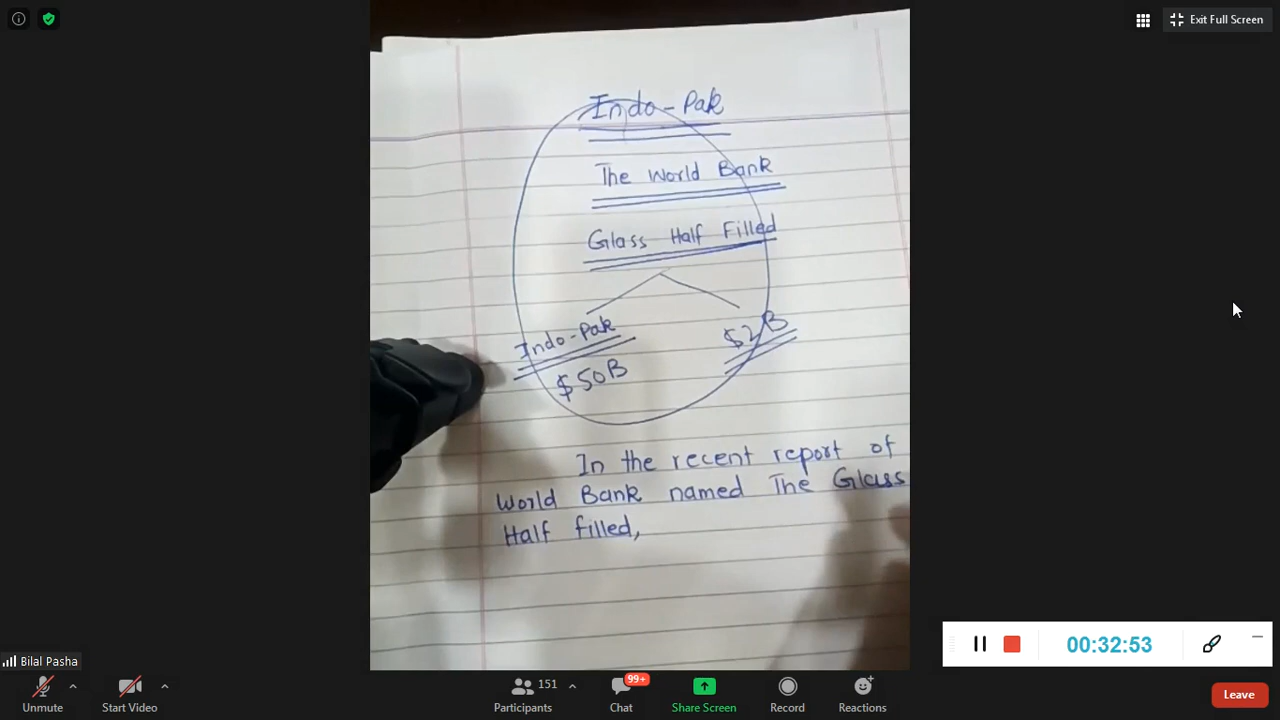 Exit Full Screen
Indo-Pak
The World Bank
Glass Half Filled
Indo-Pak
$2B
$50B
In the recent report of
World Bank named The Glass
Half filled,
00:32:53
Bilal Pasha
Unmute
Start Video
151
Participants
99+
Chat
Share Screen
Record
Reactions
Leave